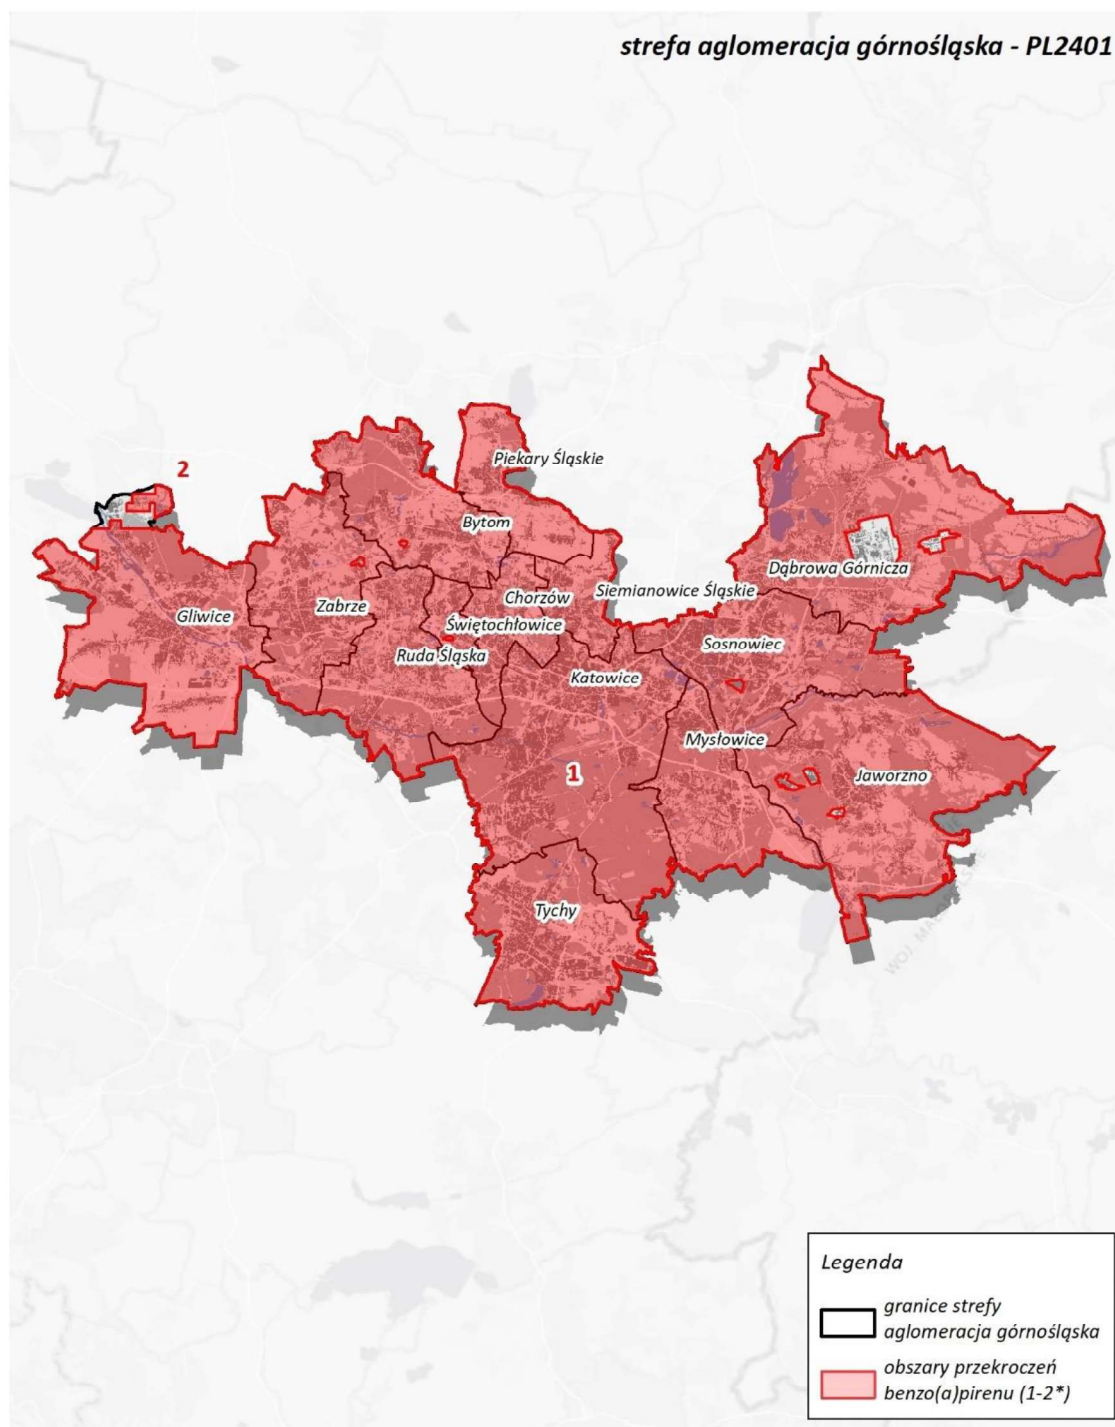 strefa aglomeracja górnośląska - PL2401
2
Piekary Śląskie
Bytom
Dąbrowa Górnicza
Siemianowice Śląskie
Chorzów
Zabrze
Gliwice
Świętochłowice
Sosnowiec
Ruda Śląska
Katowice
Mysłowice
1
Jaworzno
Tychy
Legenda
granice strefy
aglomeracja górnośląska
obszary przekroczeń
benzo(a)pirenu (1-2*)